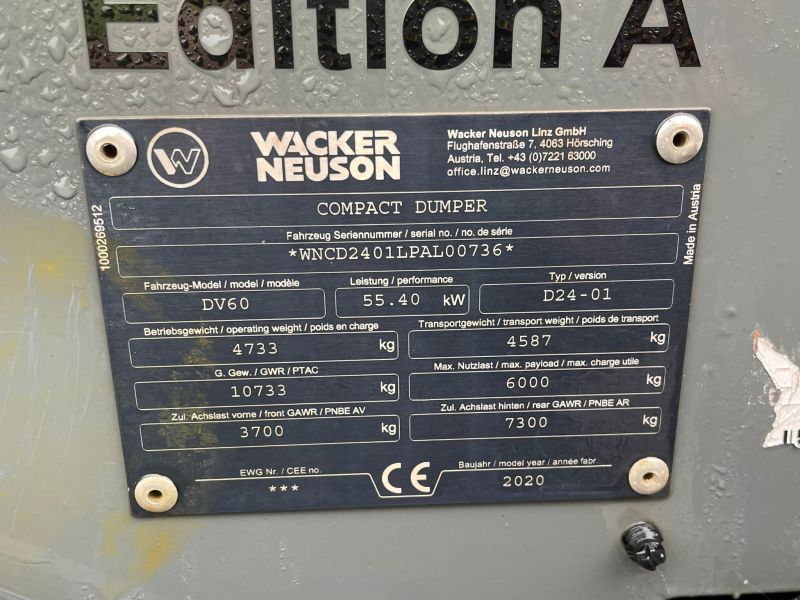 Edition A
WACKER
NEUSON
Wacker Neuson Linz GmbH
Flughafenstraße 7, 4063 Hörsching
Austria, Tel. +43 (0)7221 63000
office.linz@wackerneuson.com
1000269512
Made in Austria
COMPACT DUMPER
Fahrzeug Seriennummer / serial no. / no. de série
*WNCD2401LPAL00736*
Fahrzeug-Model / model / modèle
DV60
Leistung / performance
55.40 kW
Typ / version
D24-01
Betriebsgewicht / operating weight / poids en charge
4733 kg
Transportgewicht / transport weight / poids de transport
4587 kg
G. Gew. / GWR / PTAC
10733 kg
Max. Nutzlast / max. payload / max. charge utile
6000 kg
Zul. Achslast vorne / front GAWR / PNBE AV
3700 kg
Zul. Achslast hinten / rear GAWR / PNBE AR
7300 kg
EWG Nr. / CEE no.
***
CE
Baujahr / model year / année fabr.
2020